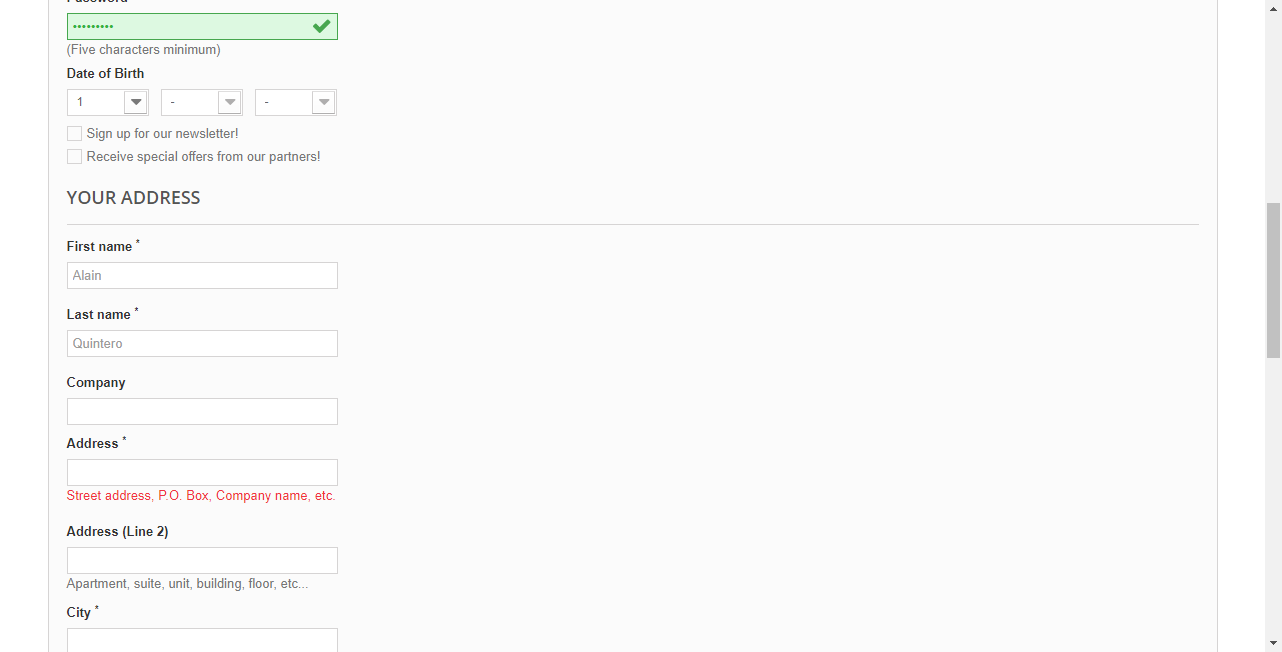 Password
•••••••••
(Five characters minimum)
Date of Birth
1 - -
Sign up for our newsletter!
Receive special offers from our partners!
YOUR ADDRESS
First name *
Alain
Last name *
Quintero
Company
Address *
Street address, P.O. Box, Company name, etc.
Address (Line 2)
Apartment, suite, unit, building, floor, etc...
City *